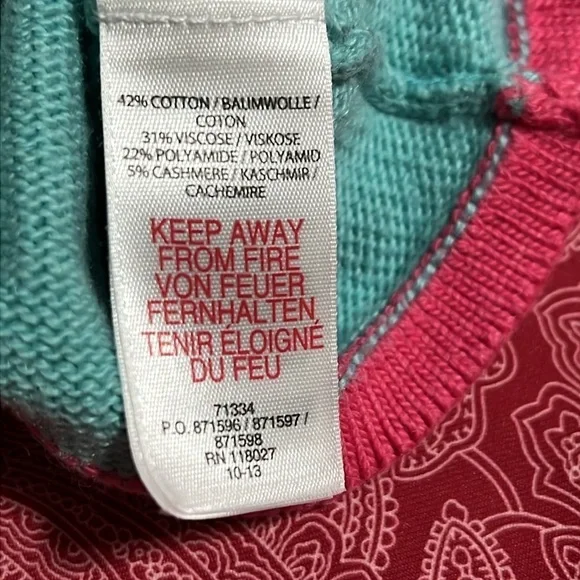 42% COTTON / BAUMWOLLE /
COTON
31% VISCOSE / VISKOSE
22% POLYAMIDE / POLYAMID
5% CASHMERE / KASCHMIR /
CACHEMIRE
KEEP AWAY
FROM FIRE
VON FEUER
FERNHALTEN
TENIR ÉLOIGNÉ
DU FEU
71334
P.O. 871596 / 871597 /
871598
RN 118027
10-13